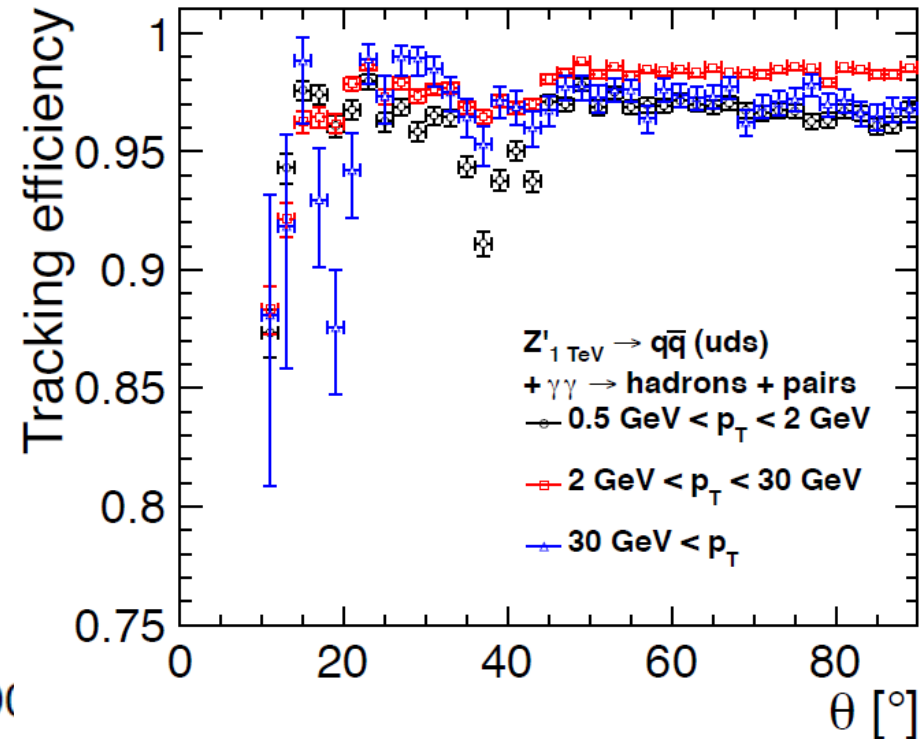 Tracking efficiency
1
0.95
0.9
0.85
0.8
0.75
0 20 40 60 80
θ [°]
Z'1 TeV → qq̅ (uds)
+ γγ → hadrons + pairs
0.5 GeV < pT < 2 GeV
2 GeV < pT < 30 GeV
30 GeV < pT